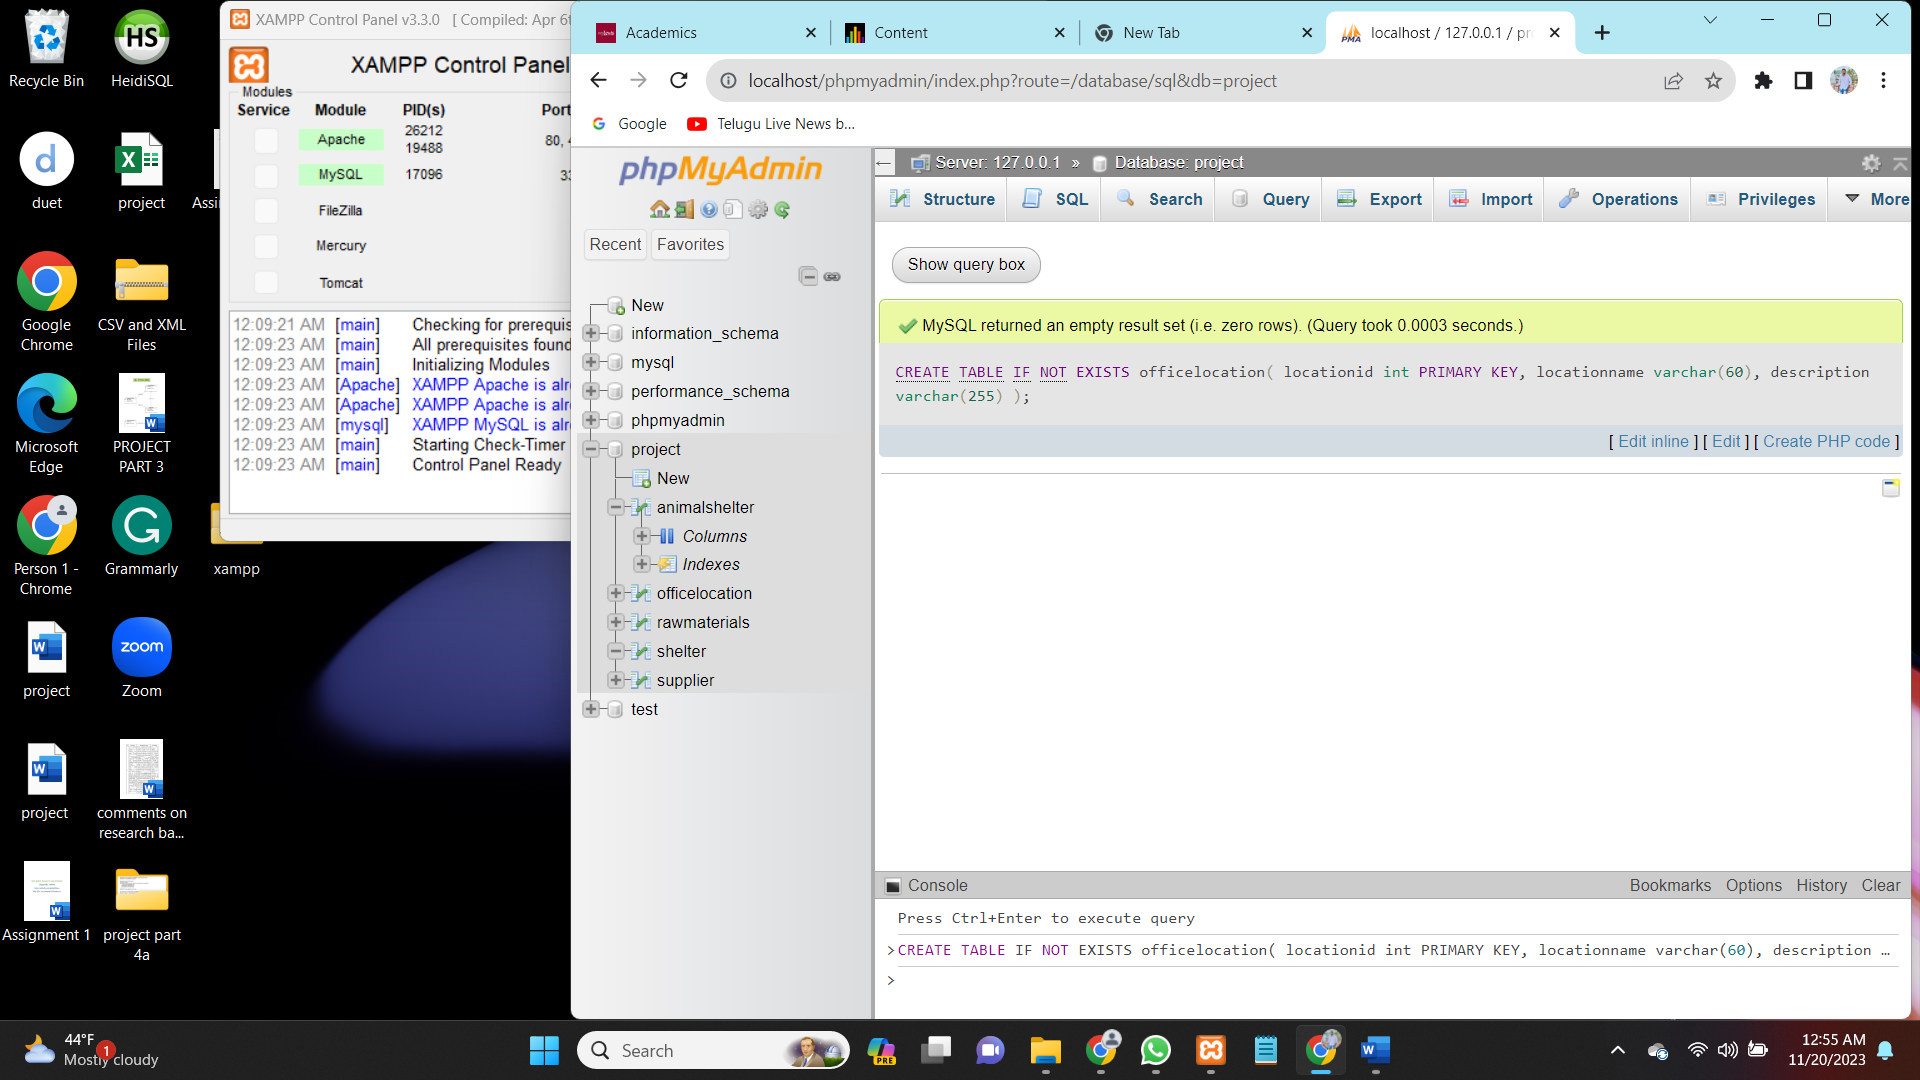 Recycle Bin
HS
HeidiSQL
d
duet
project
Assi
Google
Chrome
CSV and XML
Files
Microsoft
Edge
PROJECT
PART 3
Person 1 -
Chrome
Grammarly
xampp
project
zoom
Zoom
project
comments on
research ba...
Assignment 1
project part
4a
XAMPP Control Panel v3.3.0 [ Compiled: Apr 6t
XAMPP Control Panel
Modules
Service Module PID(s) Port
Apache 26212
19488 80, 4
MySQL 17096 33
FileZilla
Mercury
Tomcat
12:09:21 AM [main] Checking for prerequis
12:09:23 AM [main] All prerequisites found
12:09:23 AM [main] Initializing Modules
12:09:23 AM [Apache] XAMPP Apache is alr
12:09:23 AM [Apache] XAMPP Apache is alr
12:09:23 AM [mysql] XAMPP MySQL is alr
12:09:23 AM [main] Starting Check-Timer
12:09:23 AM [main] Control Panel Ready
Academics
Content
New Tab
PMA
localhost / 127.0.0.1 / pr
localhost/phpmyadmin/index.php?route=/database/sql&db=project
Google
Telugu Live News b...
phpMyAdmin
Recent Favorites
New
information_schema
mysql
performance_schema
phpmyadmin
project
New
animalshelter
Columns
Indexes
officelocation
rawmaterials
shelter
supplier
test
Server: 127.0.0.1 » Database: project
Structure SQL Search Query Export Import Operations Privileges More
Show query box
MySQL returned an empty result set (i.e. zero rows). (Query took 0.0003 seconds.)
CREATE TABLE IF NOT EXISTS officelocation( locationid int PRIMARY KEY, locationname varchar(60), description
varchar(255) );
[ Edit inline ] [ Edit ] [ Create PHP code ]
Console
Bookmarks Options History Clear
Press Ctrl+Enter to execute query
>CREATE TABLE IF NOT EXISTS officelocation( locationid int PRIMARY KEY, locationname varchar(60), description …
>
44°F
1
Mostly cloudy
Search
PRE
12:55 AM
11/20/2023